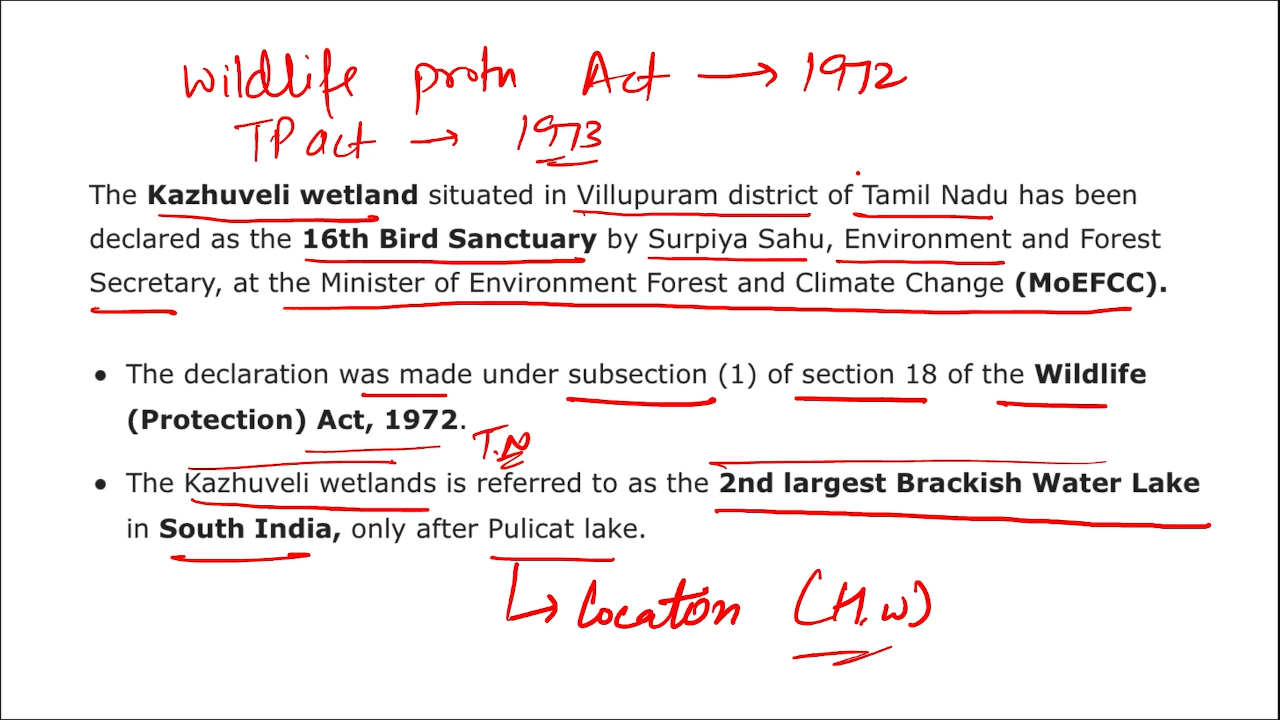 wildlife protn Act → 1972
TP act → 1973
The Kazhuveli wetland situated in Villupuram district of Tamil Nadu has been
declared as the 16th Bird Sanctuary by Surpiya Sahu, Environment and Forest
Secretary, at the Minister of Environment Forest and Climate Change (MoEFCC).
• The declaration was made under subsection (1) of section 18 of the Wildlife
(Protection) Act, 1972.
T.N
• The Kazhuveli wetlands is referred to as the 2nd largest Brackish Water Lake
in South India, only after Pulicat lake.
↳ Location (H.W)